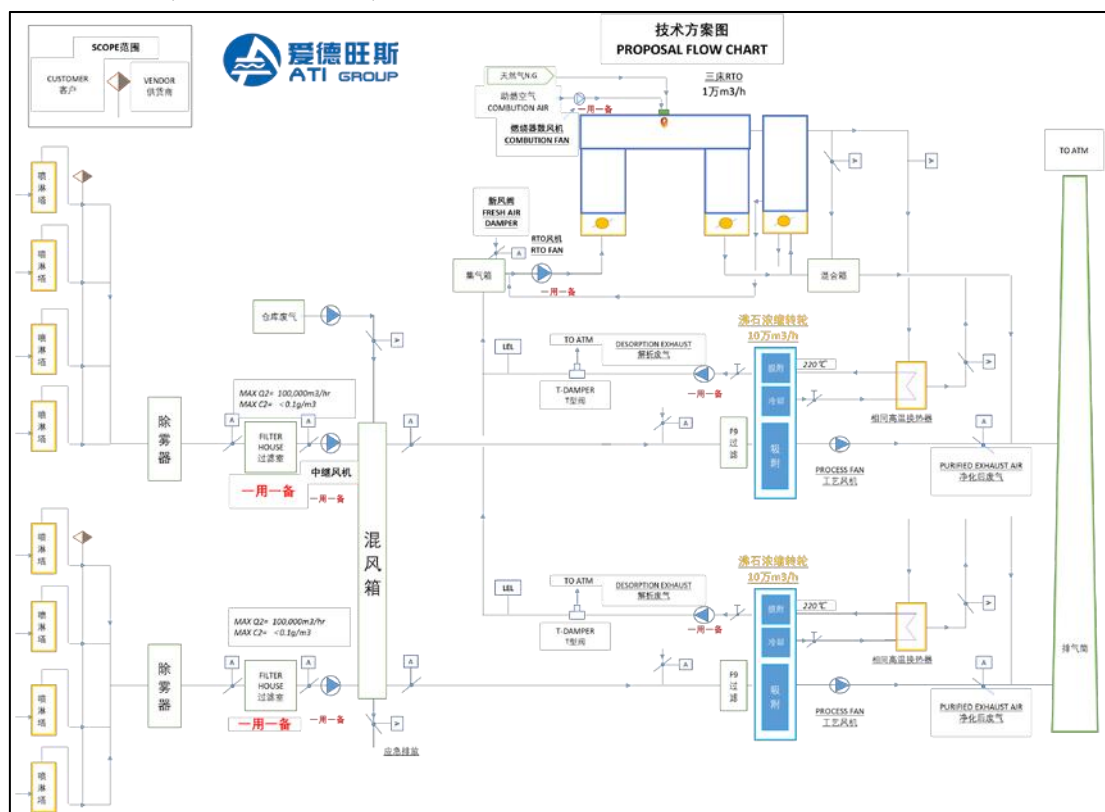 SCOPE范围
CUSTOMER
客户
VENDOR
供货商
爱德旺斯
ATI GROUP
技术方案图
PROPOSAL FLOW CHART
天然气N.G
助燃空气
COMBUTION AIR
一用一备
燃烧器鼓风机
COMBUTION FAN
三床RTO
1万m3/h
TO ATM
喷淋塔
喷淋塔
喷淋塔
喷淋塔
新风阀
FRESH AIR
DAMPER
A
RTO风机
RTO FAN
集气箱
一用一备
混合箱
A
A
仓库废气
A
MAX Q2= 100,000m3/hr
MAX C2= <0.1g/m3
除雾器
A
FILTER
HOUSE
过滤室
A
一用一备
中继风机
一用一备
混风箱
A
LEL
TO ATM
T-DAMPER
T型阀
DESORPTION EXHAUST
解析废气
一用一备
沸石浓缩转轮
10万m3/h
脱附
冷却
吸附
220℃
A
F9
过滤
相同高温换热器
A
PROCESS FAN
工艺风机
A
PURIFIED EXHAUST AIR
净化后废气
喷淋塔
喷淋塔
喷淋塔
喷淋塔
MAX Q2= 100,000m3/hr
MAX C2= <0.1g/m3
除雾器
A
FILTER
HOUSE
过滤室
A
一用一备
一用一备
A
A
应急排放
LEL
TO ATM
T-DAMPER
T型阀
DESORPTION EXHAUST
解析废气
一用一备
沸石浓缩转轮
10万m3/h
脱附
冷却
吸附
220℃
A
F9
过滤
相同高温换热器
A
PROCESS FAN
工艺风机
A
PURIFIED EXHAUST AIR
净化后废气
排气筒